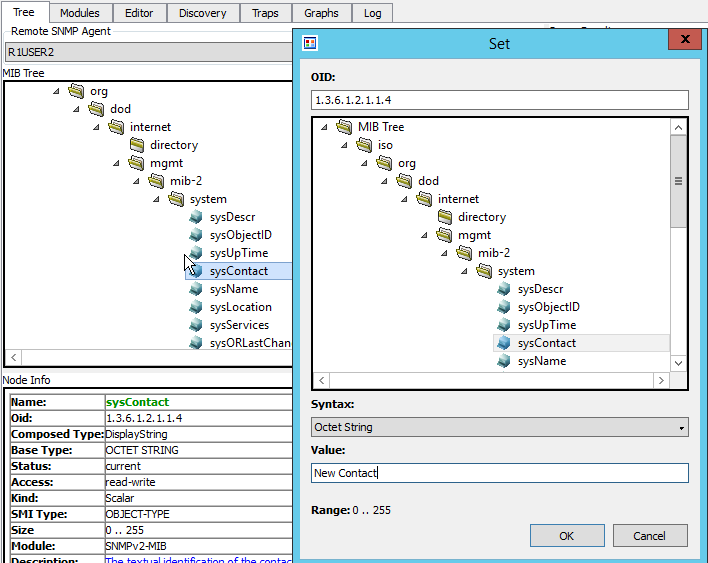 Tree Modules Editor Discovery Traps Graphs Log
Remote SNMP Agent
R1USER2
MIB Tree
org
dod
internet
directory
mgmt
mib-2
system
sysDescr
sysObjectID
sysUpTime
sysContact
sysName
sysLocation
sysServices
sysORLastChan
Node Info
Name: sysContact
Oid: 1.3.6.1.2.1.1.4
Composed Type: DisplayString
Base Type: OCTET STRING
Status: current
Access: read-write
Kind: Scalar
SMI Type: OBJECT-TYPE
Size 0 .. 255
Module: SNMPv2-MIB
Description: The textual identification of the contac
Set
X
OID:
1.3.6.1.2.1.1.4
MIB Tree
iso
org
dod
internet
directory
mgmt
mib-2
system
sysDescr
sysObjectID
sysUpTime
sysContact
sysName
Syntax:
Octet String
Value:
New Contact
Range: 0 .. 255
OK Cancel